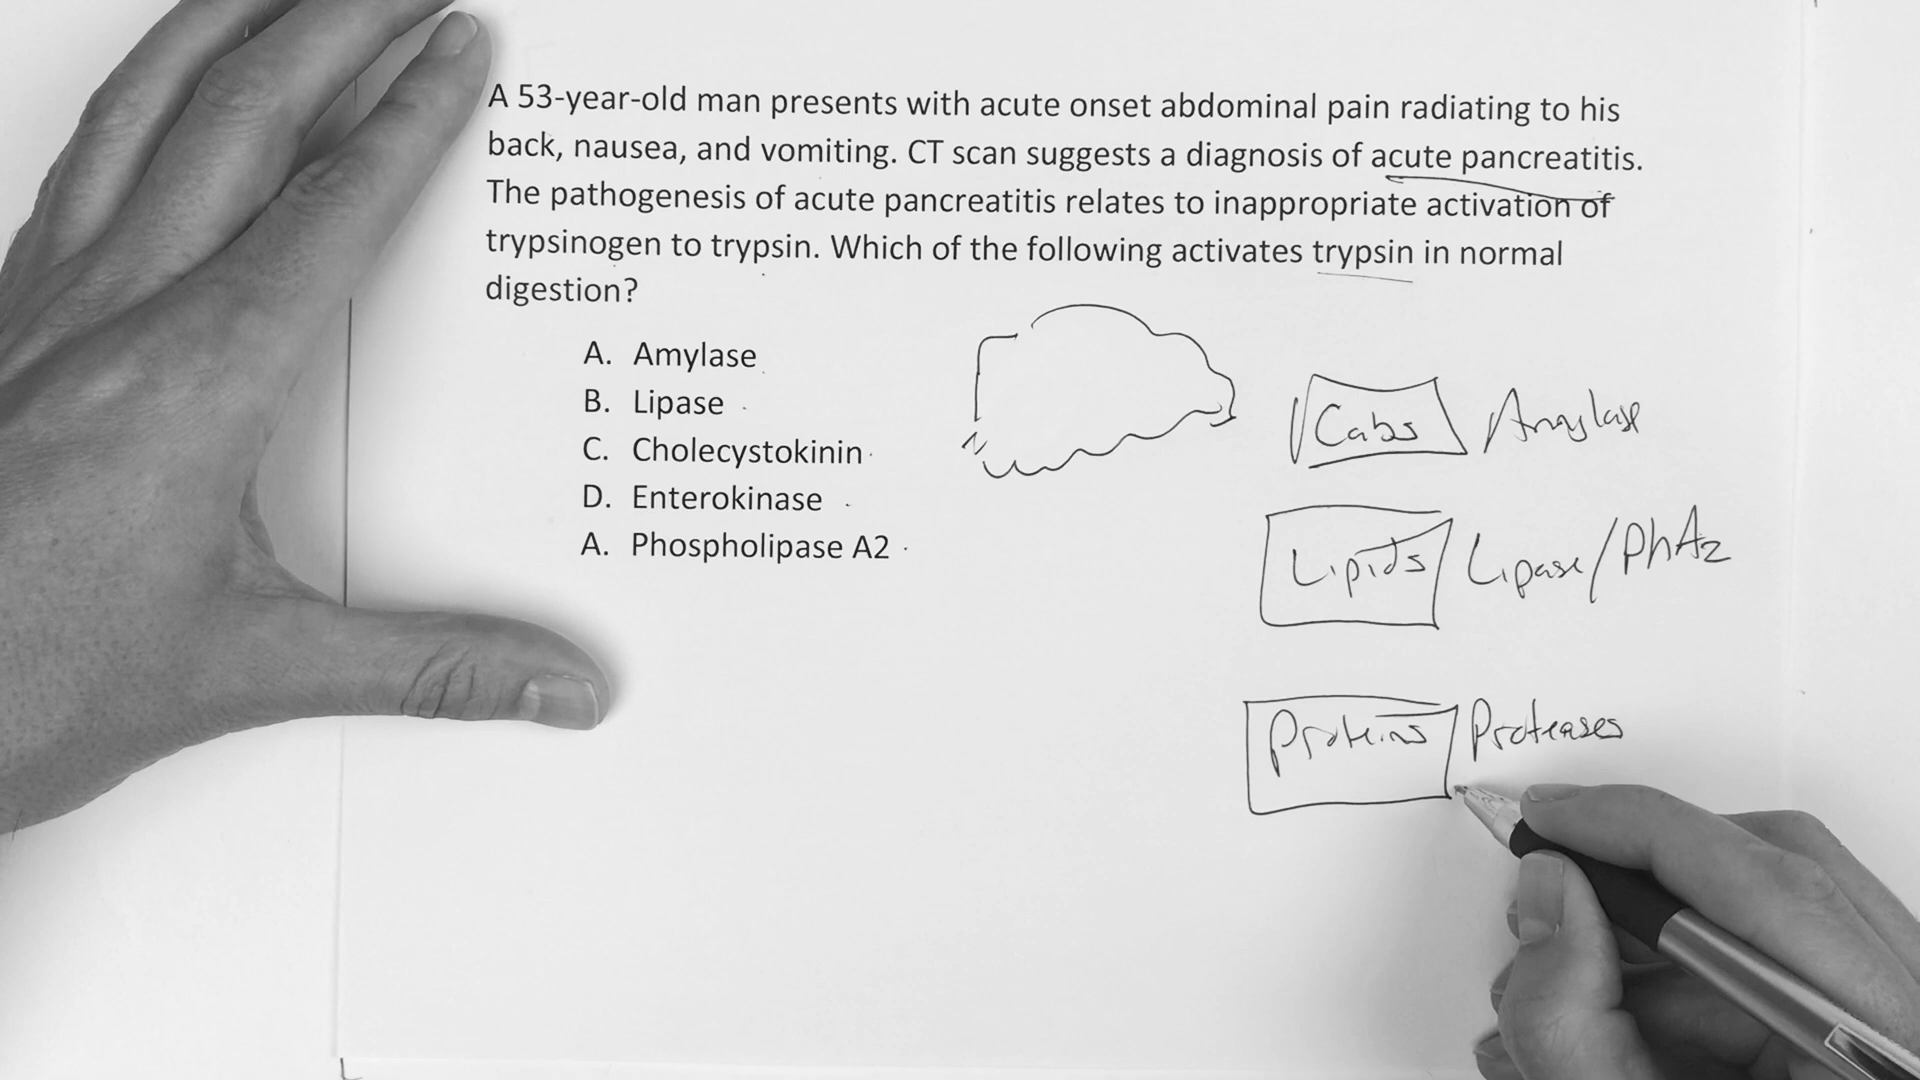 A 53-year-old man presents with acute onset abdominal pain radiating to his
back, nausea, and vomiting. CT scan suggests a diagnosis of acute pancreatitis.
The pathogenesis of acute pancreatitis relates to inappropriate activation of
trypsinogen to trypsin. Which of the following activates trypsin in normal
digestion?
A. Amylase
B. Lipase
C. Cholecystokinin
D. Enterokinase
A. Phospholipase A2
Cabs Amylase
Lipids Lipase/PhA2
Proteins Proteases